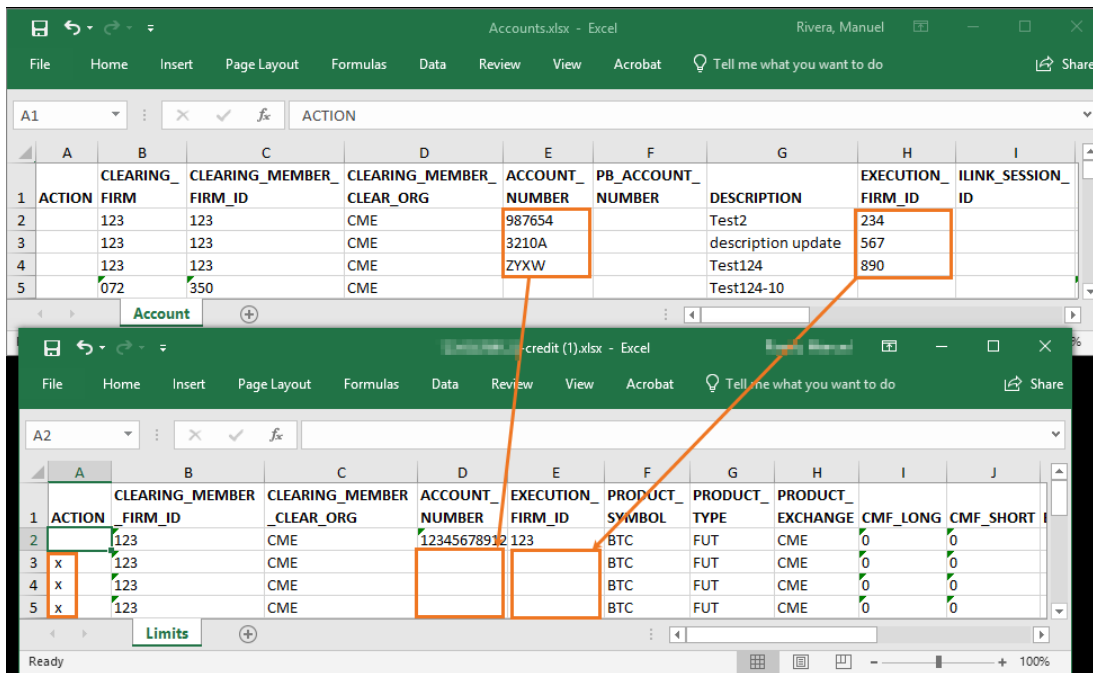 Accounts.xlsx - Excel
Rivera, Manuel
File Home Insert Page Layout Formulas Data Review View Acrobat Tell me what you want to do Share
A1 fx ACTION
A B C D E F G H I
CLEARING_ CLEARING_MEMBER_ CLEARING_MEMBER_ ACCOUNT_ PB_ACCOUNT_ EXECUTION_ ILINK_SESSION_
1 ACTION FIRM FIRM_ID CLEAR_ORG NUMBER NUMBER DESCRIPTION FIRM_ID ID
2 123 123 CME 987654 Test2 234
3 123 123 CME 3210A description update 567
4 123 123 CME ZYXW Test124 890
5 072 350 CME Test124-10
Account
%
-credit (1).xlsx - Excel
File Home Insert Page Layout Formulas Data Review View Acrobat Tell me what you want to do Share
A2 fx
A B C D E F G H I J
CLEARING_MEMBER CLEARING_MEMBER ACCOUNT_ EXECUTION_ PRODUCT_ PRODUCT_ PRODUCT_
1 ACTION _FIRM_ID _CLEAR_ORG NUMBER FIRM_ID SYMBOL TYPE EXCHANGE CMF_LONG CMF_SHORT
2 123 CME 12345678912 123 BTC FUT CME 0 0
3 x 123 CME BTC FUT CME 0 0
4 x 123 CME BTC FUT CME 0 0
5 x 123 CME BTC FUT CME 0 0
Limits
Ready 100%